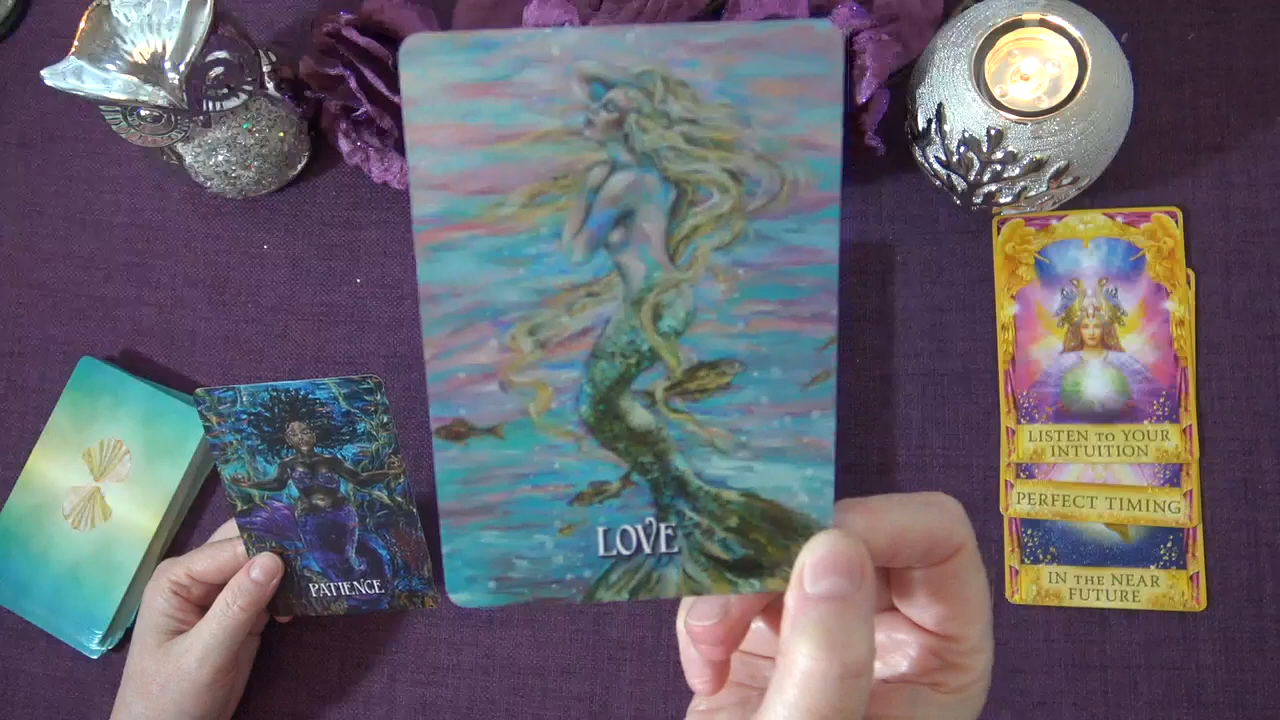 LOVE
PATIENCE
LISTEN TO YOUR
INTUITION
PERFECT TIMING
IN THE NEAR
FUTURE